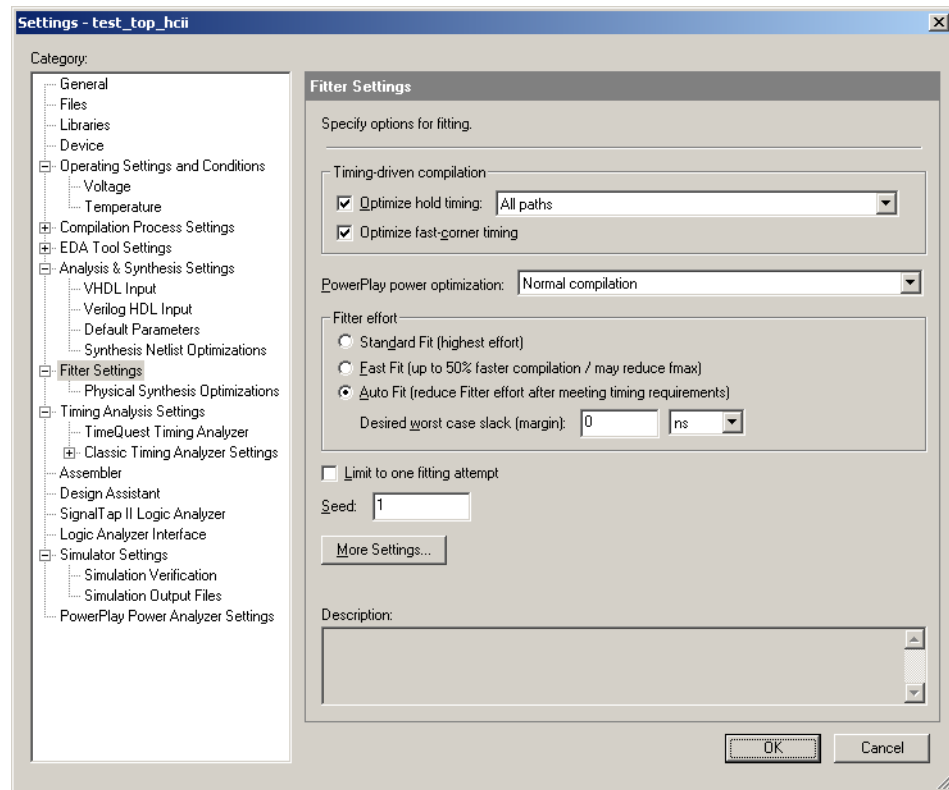 Settings - test_top_hcii
Category:
General
Files
Libraries
Device
Operating Settings and Conditions
Voltage
Temperature
Compilation Process Settings
EDA Tool Settings
Analysis & Synthesis Settings
VHDL Input
Verilog HDL Input
Default Parameters
Synthesis Netlist Optimizations
Fitter Settings
Physical Synthesis Optimizations
Timing Analysis Settings
TimeQuest Timing Analyzer
Classic Timing Analyzer Settings
Assembler
Design Assistant
SignalTap II Logic Analyzer
Logic Analyzer Interface
Simulator Settings
Simulation Verification
Simulation Output Files
PowerPlay Power Analyzer Settings
Fitter Settings
Specify options for fitting.
Timing-driven compilation
Optimize hold timing: All paths
Optimize fast-corner timing
PowerPlay power optimization: Normal compilation
Fitter effort
Standard Fit (highest effort)
Fast Fit (up to 50% faster compilation / may reduce fmax)
Auto Fit (reduce Fitter effort after meeting timing requirements)
Desired worst case slack (margin): 0 ns
Limit to one fitting attempt
Seed: 1
More Settings...
Description:
OK Cancel